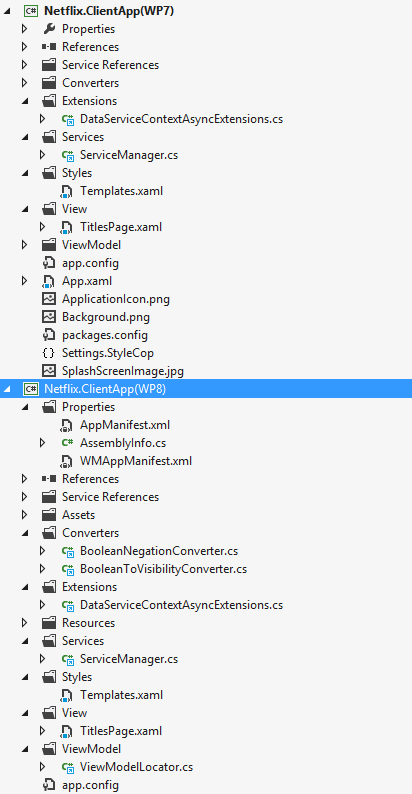 Netflix.ClientApp(WP7)
Properties
References
Service References
Converters
Extensions
DataServiceContextAsyncExtensions.cs
Services
ServiceManager.cs
Styles
Templates.xaml
View
TitlesPage.xaml
ViewModel
app.config
App.xaml
ApplicationIcon.png
Background.png
packages.config
Settings.StyleCop
SplashScreenImage.jpg
Netflix.ClientApp(WP8)
Properties
AppManifest.xml
AssemblyInfo.cs
WMAppManifest.xml
References
Service References
Assets
Converters
BooleanNegationConverter.cs
BooleanToVisibilityConverter.cs
Extensions
DataServiceContextAsyncExtensions.cs
Resources
Services
ServiceManager.cs
Styles
Templates.xaml
View
TitlesPage.xaml
ViewModel
ViewModelLocator.cs
app.config